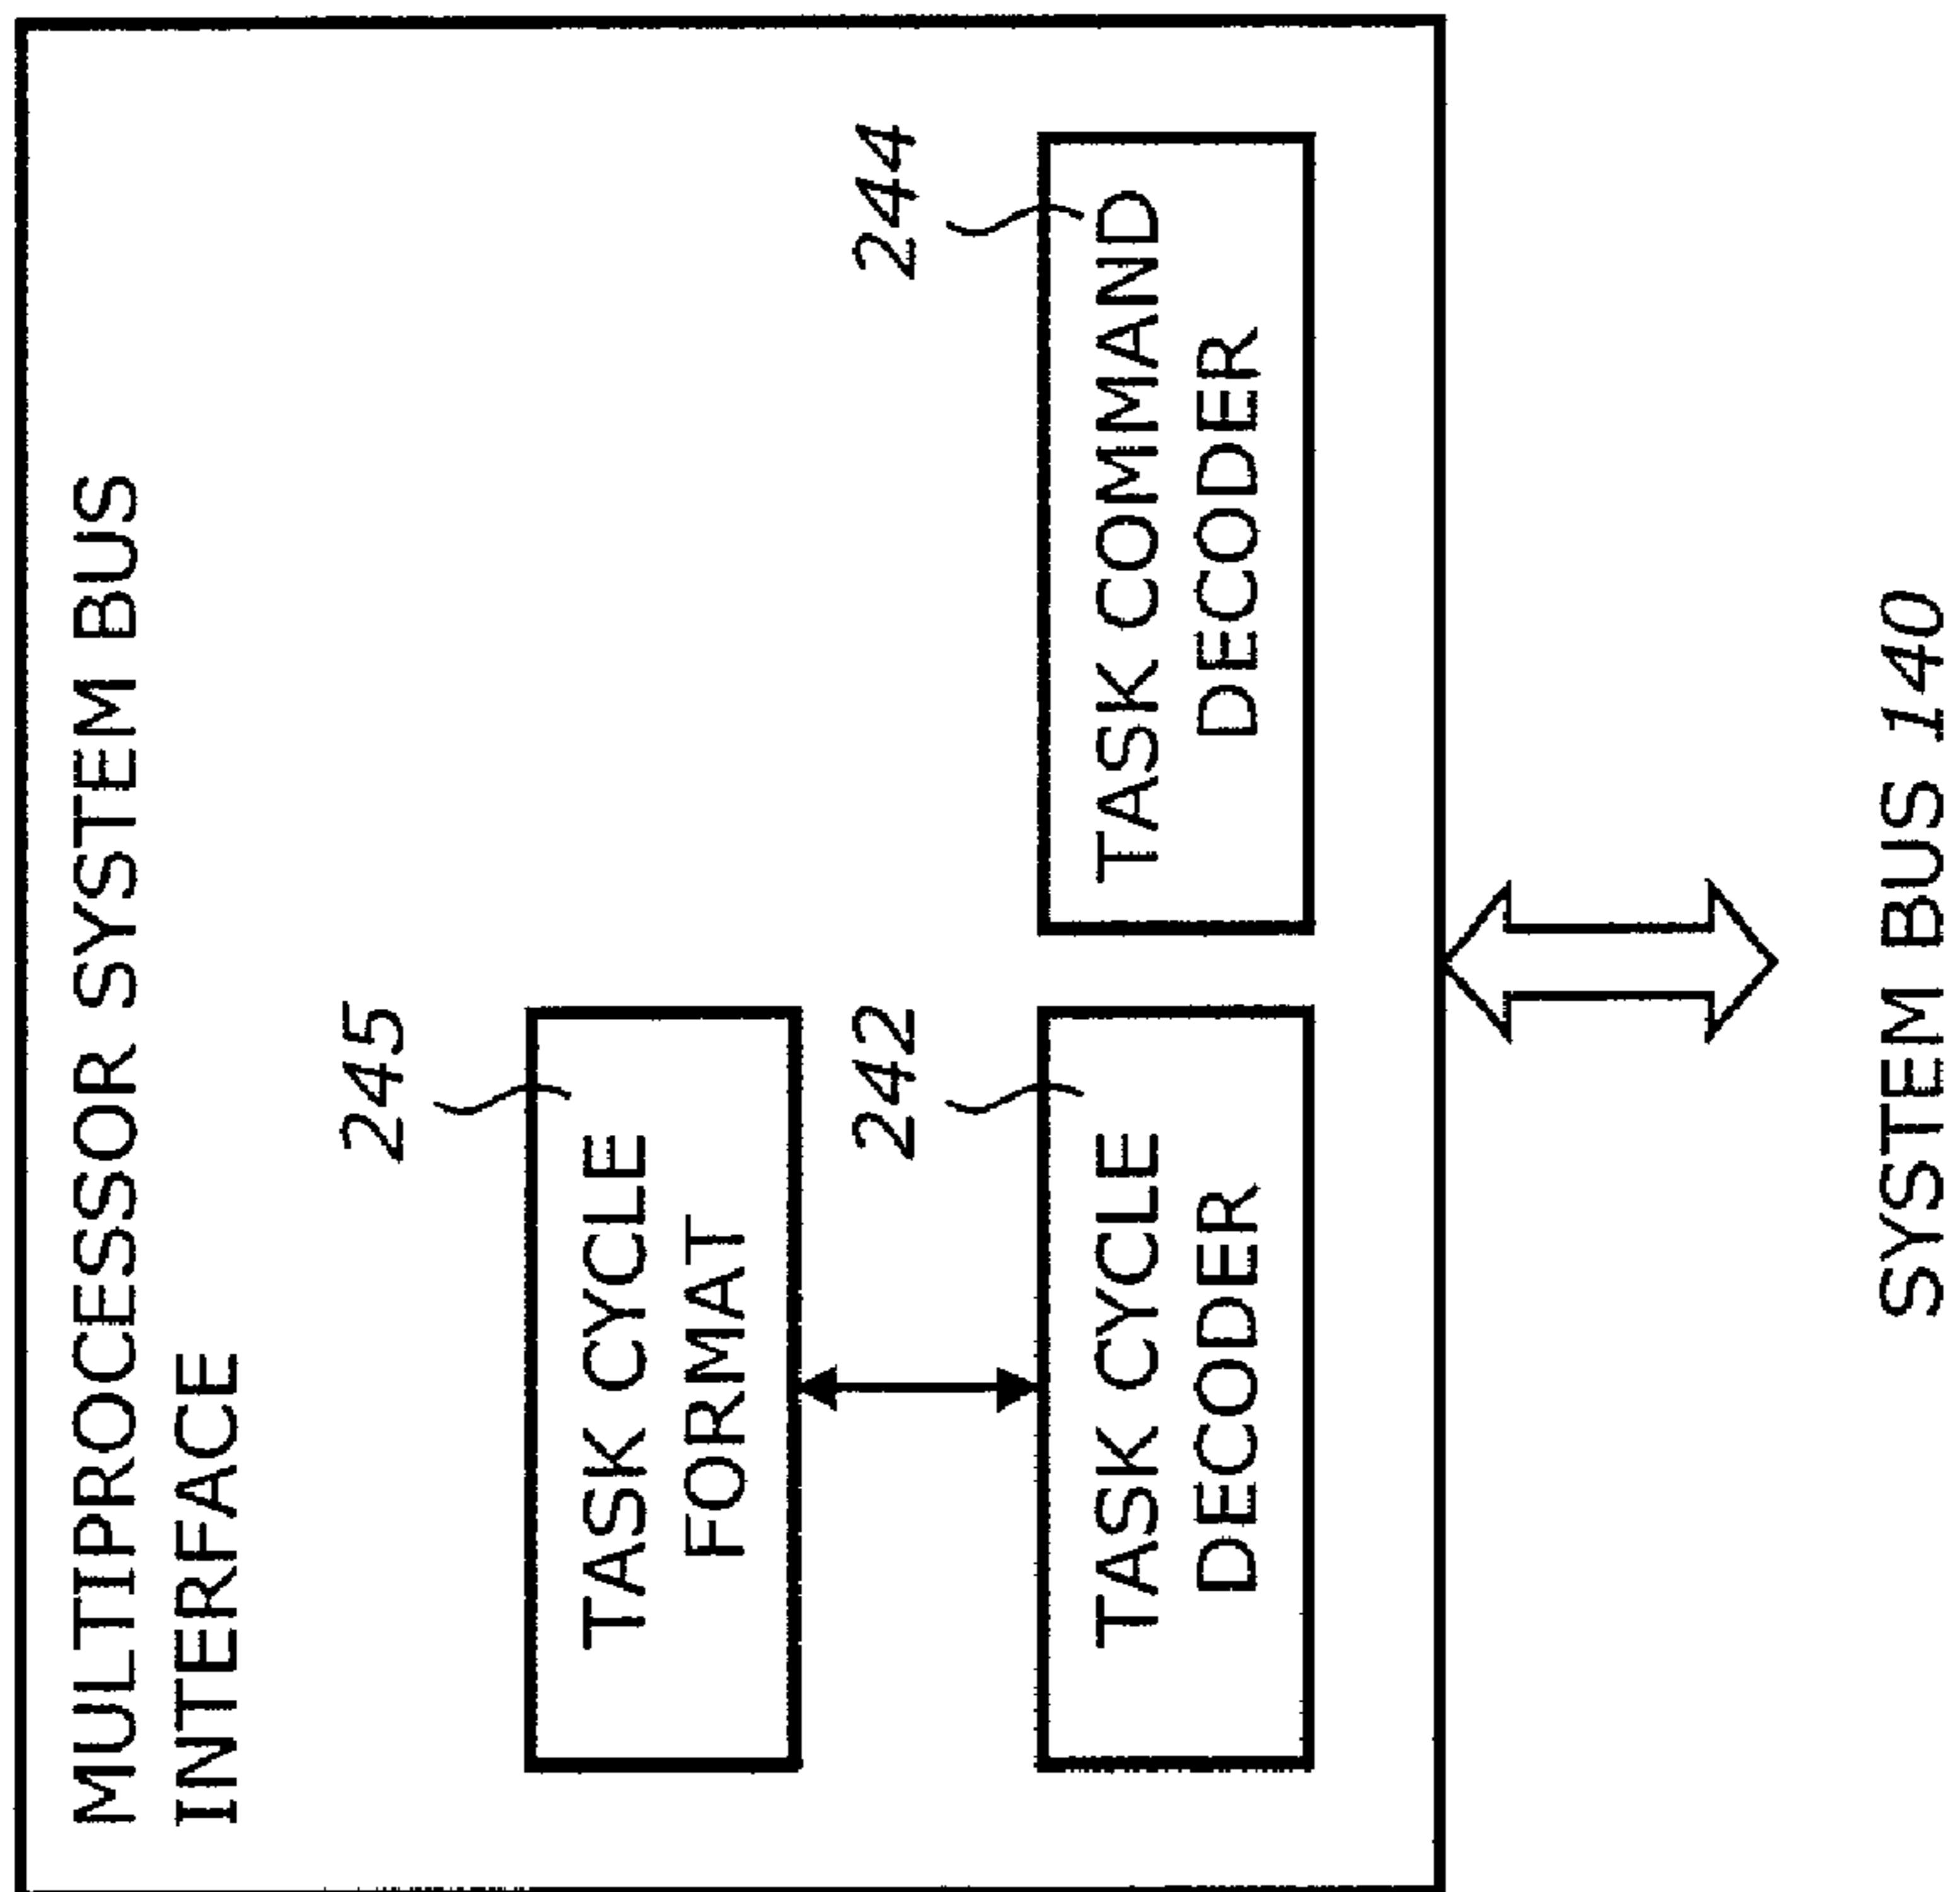 MULTIPROCESSOR SYSTEM BUS
INTERFACE
245
TASK CYCLE
FORMAT
242
TASK CYCLE
DECODER
244
TASK COMMAND
DECODER
SYSTEM BUS 140